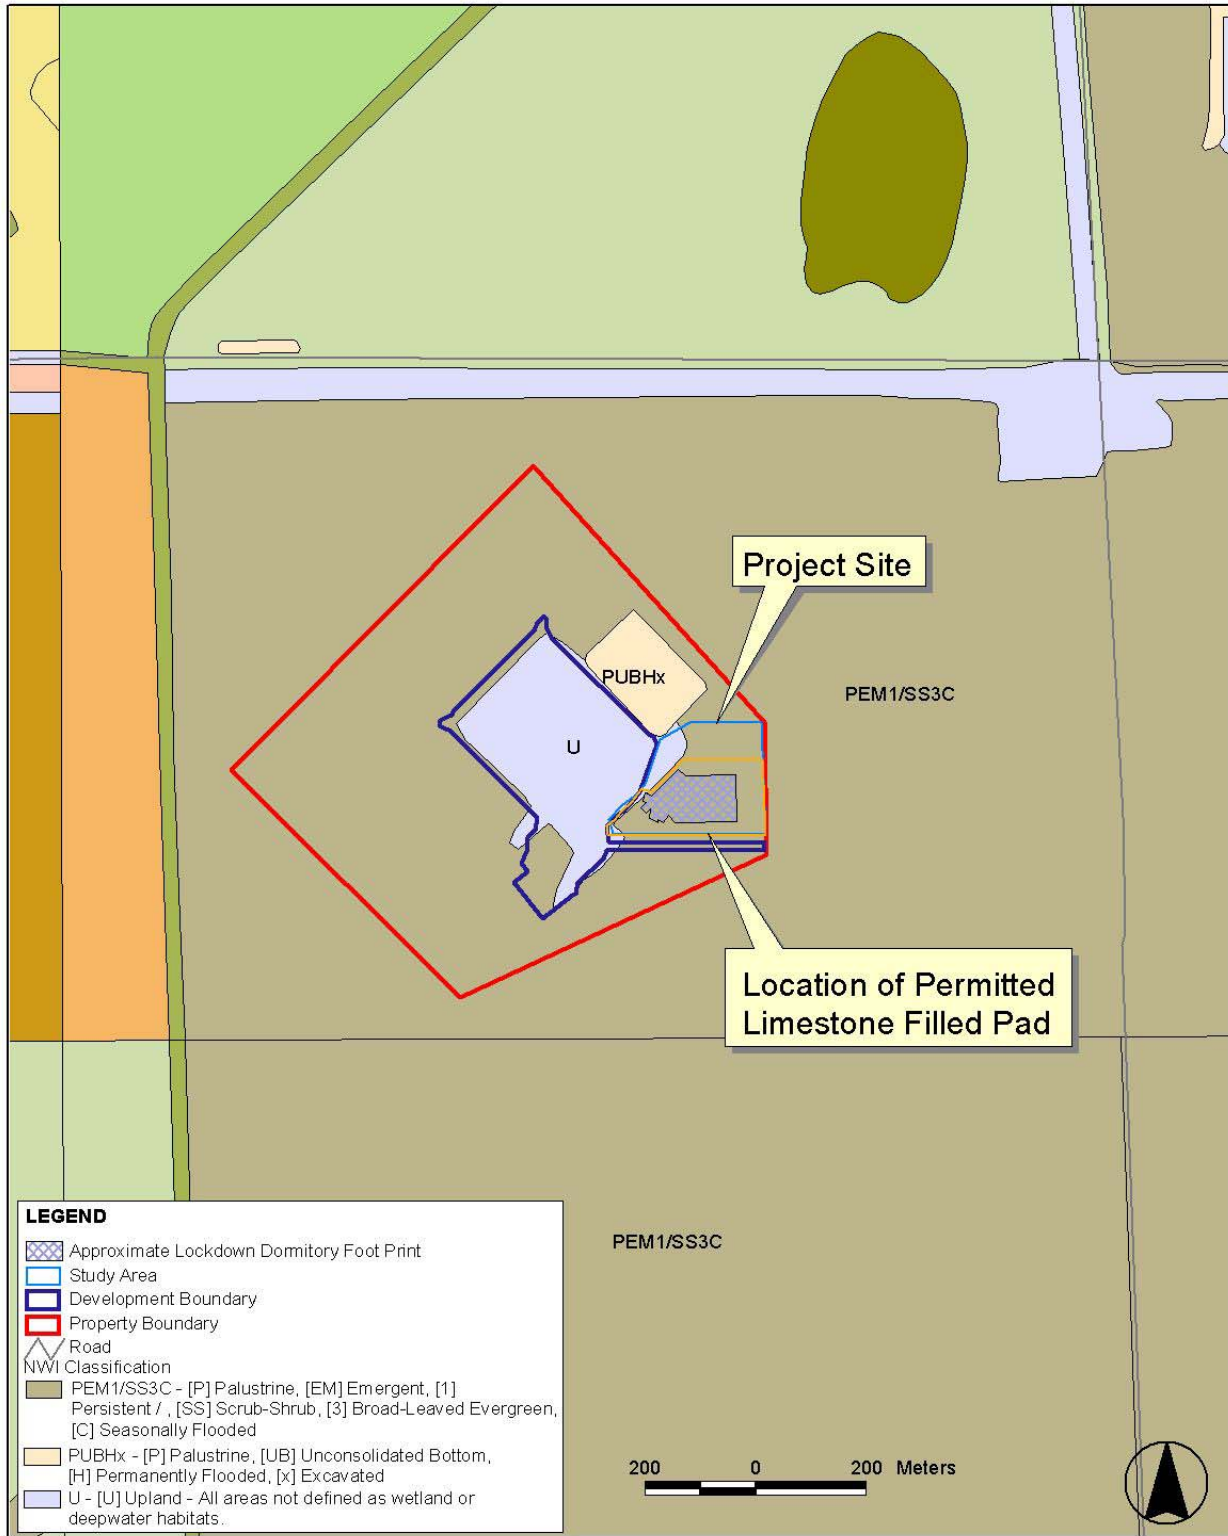 Project Site
PUBHx
PEM1/SS3C
U
Location of Permitted
Limestone Filled Pad
PEM1/SS3C
LEGEND
Approximate Lockdown Dormitory Foot Print
Study Area
Development Boundary
Property Boundary
Road
NWI Classification
PEM1/SS3C - [P] Palustrine, [EM] Emergent, [1]
Persistent / , [SS] Scrub-Shrub, [3] Broad-Leaved Evergreen,
[C] Seasonally Flooded
PUBHx - [P] Palustrine, [UB] Unconsolidated Bottom,
[H] Permanently Flooded, [x] Excavated
U - [U] Upland - All areas not defined as wetland or
deepwater habitats.
200 0 200 Meters